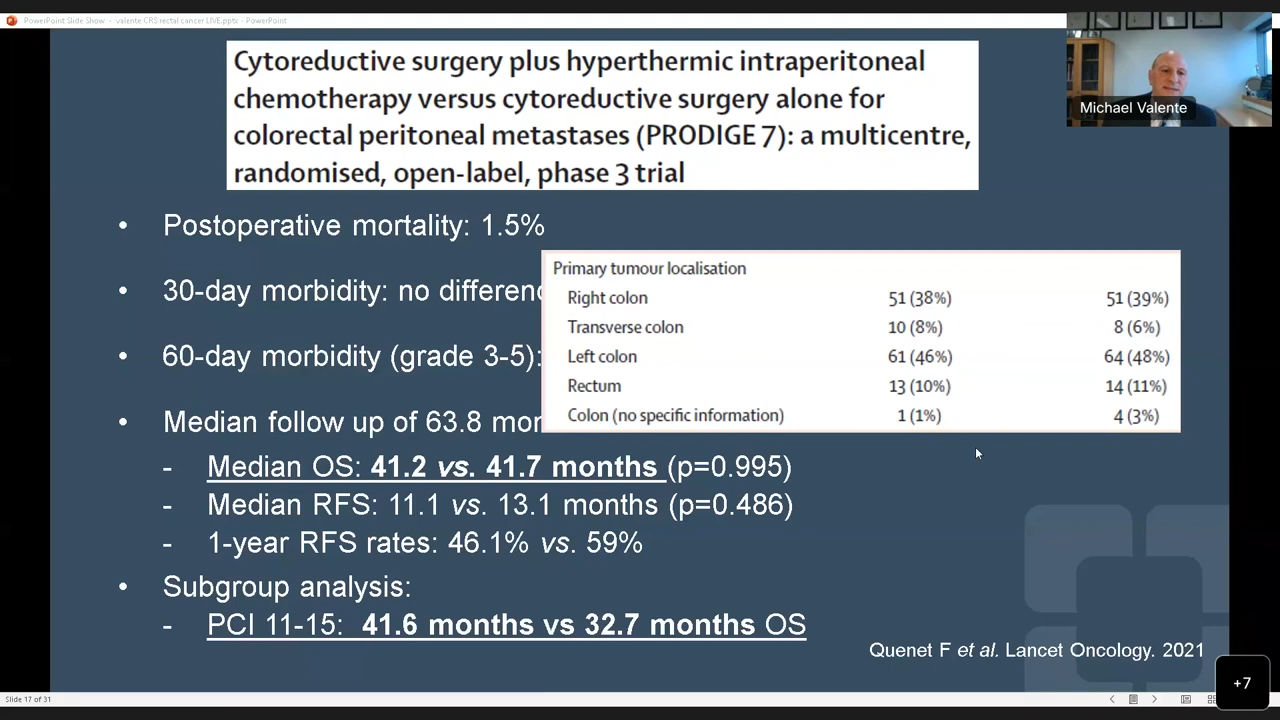 PowerPoint Slide Show - valente CRS rectal cancer LIVE.pptx - PowerPoint
Cytoreductive surgery plus hyperthermic intraperitoneal
chemotherapy versus cytoreductive surgery alone for
colorectal peritoneal metastases (PRODIGE 7): a multicentre,
randomised, open-label, phase 3 trial
Michael Valente
• Postoperative mortality: 1.5%
• 30-day morbidity: no differenc
• 60-day morbidity (grade 3-5):
• Median follow up of 63.8 mon
Primary tumour localisation
Right colon 51 (38%) 51 (39%)
Transverse colon 10 (8%) 8 (6%)
Left colon 61 (46%) 64 (48%)
Rectum 13 (10%) 14 (11%)
Colon (no specific information) 1 (1%) 4 (3%)
- Median OS: 41.2 vs. 41.7 months (p=0.995)
- Median RFS: 11.1 vs. 13.1 months (p=0.486)
- 1-year RFS rates: 46.1% vs. 59%
• Subgroup analysis:
- PCI 11-15: 41.6 months vs 32.7 months OS
Quenet F et al. Lancet Oncology. 2021
+7
Slide 17 of 31